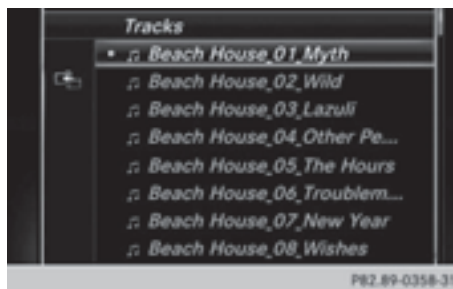 Tracks
Beach House_01_Myth
Beach House_02_Wild
Beach House_03_Lazuli
Beach House_04_Other Pe....
Beach House_05_The Hours
Beach House_06_Troublem...
Beach House_07_New Year
Beach House_08_Wishes
P82.89-0358-31